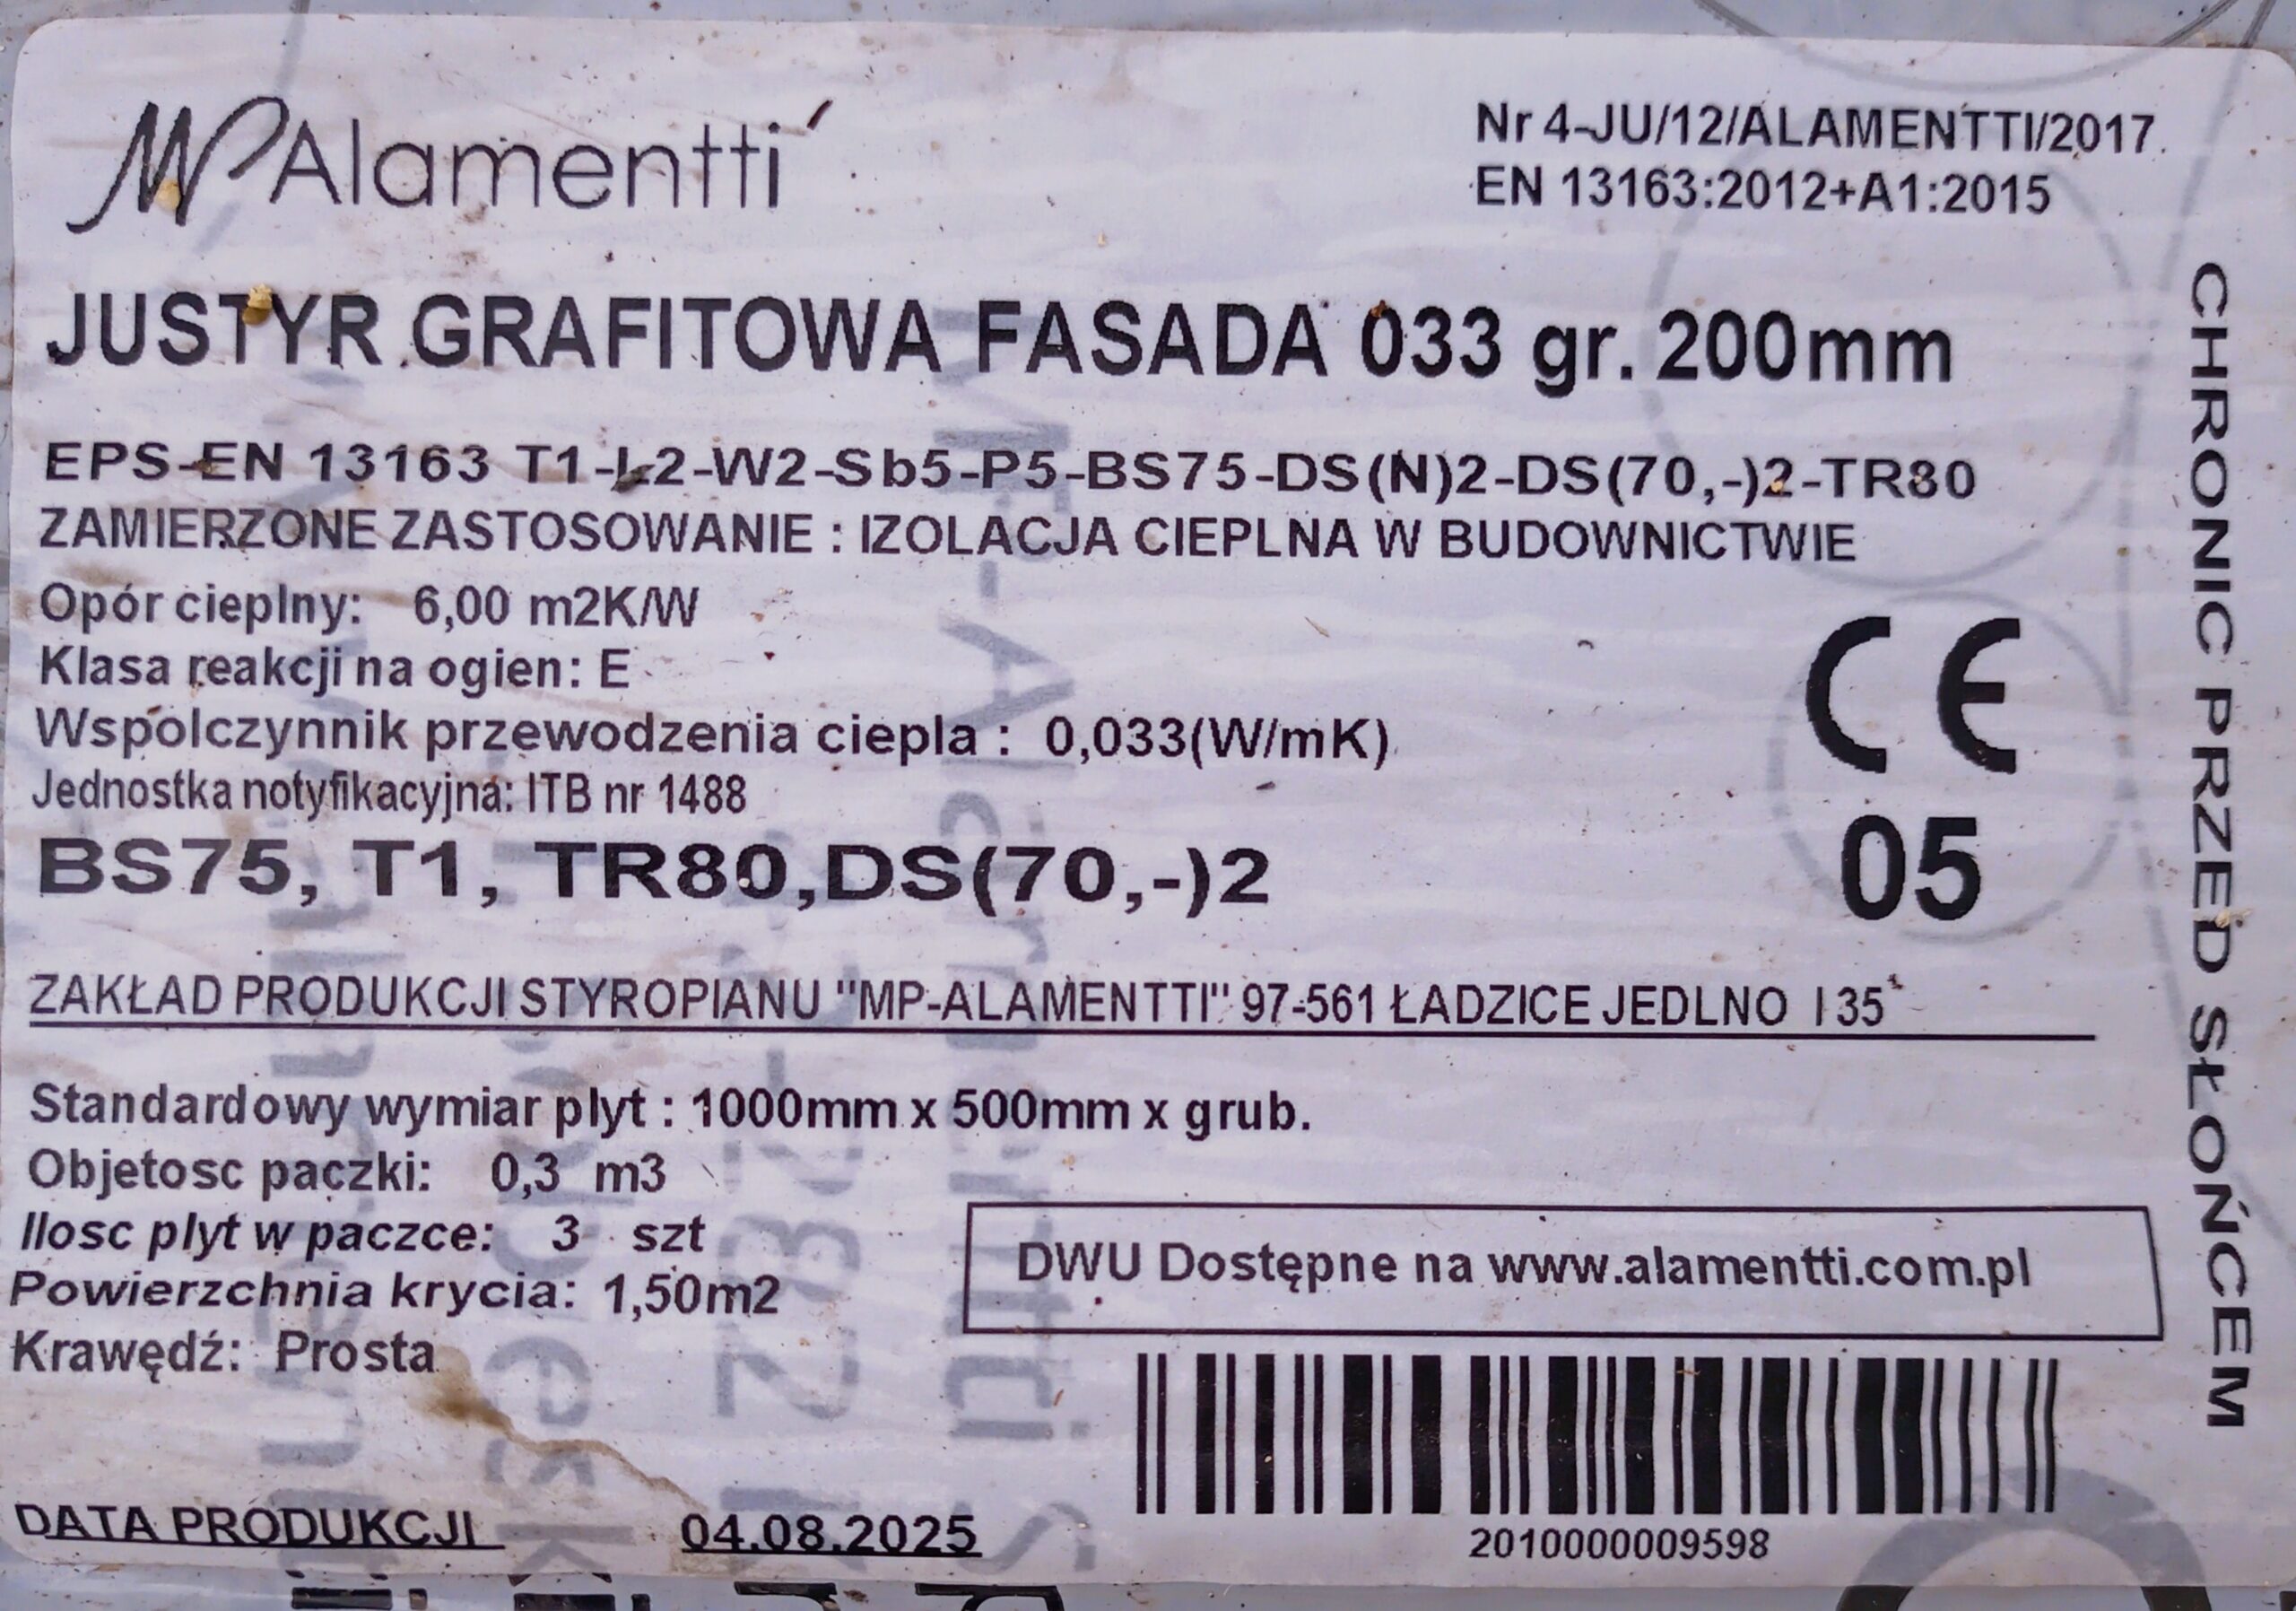 MP Alamentti
Nr 4-JU/12/ALAMENTTI/2017
EN 13163:2012+A1:2015
JUSTYR GRAFITOWA FASADA 033 gr. 200mm
EPS-EN 13163 T1-L2-W2-Sb5-P5-BS75-DS(N)2-DS(70,-)2-TR80
ZAMIERZONE ZASTOSOWANIE : IZOLACJA CIEPLNA W BUDOWNICTWIE
Opór cieplny: 6,00 m2K/W
Klasa reakcji na ogien: E
Wspolczynnik przewodzenia ciepla : 0,033(W/mK)
Jednostka notyfikacyjna: ITB nr 1488
BS75, T1, TR80,DS(70,-)2
CE
05
ZAKŁAD PRODUKCJI STYROPIANU "MP-ALAMENTTI" 97-561 ŁADZICE JEDLNO I 35
Standardowy wymiar plyt : 1000mm x 500mm x grub.
Objetosc paczki: 0,3 m3
Ilosc plyt w paczce: 3 szt
Powierzchnia krycia: 1,50m2
Krawędź: Prosta
DWU Dostępne na www.alamentti.com.pl
DATA PRODUKCJI 04.08.2025
2010000009598
CHRONIC PRZED SŁOŃCEM